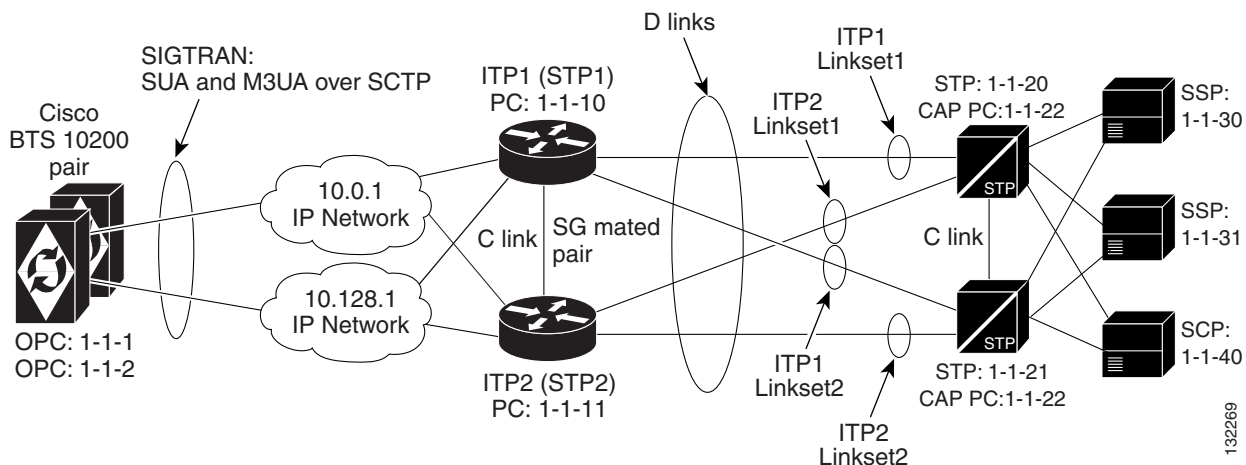 SIGTRAN:
SUA and M3UA over SCTP
Cisco
BTS 10200
pair
OPC: 1-1-1
OPC: 1-1-2
10.0.1
IP Network
10.128.1
IP Network
ITP1 (STP1)
PC: 1-1-10
C link
SG mated
pair
ITP2 (STP2)
PC: 1-1-11
D links
ITP2
Linkset1
ITP1
Linkset1
ITP1
Linkset2
ITP2
Linkset2
STP: 1-1-20
CAP PC:1-1-22
STP
C link
STP
STP: 1-1-21
CAP PC:1-1-22
SSP:
1-1-30
SSP:
1-1-31
SCP:
1-1-40
132269